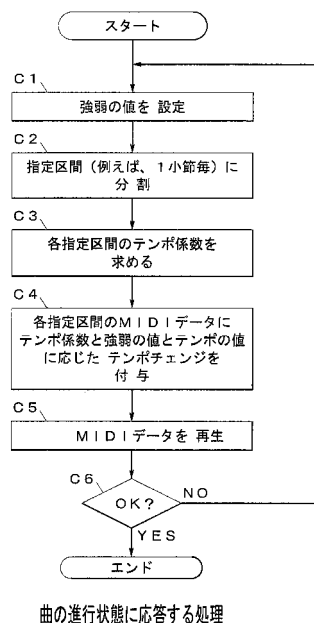 スタート
C1
強弱の値を 設定
C2
指定区間（例えば、1小節毎）に
分 割
C3
各指定区間のテンポ係数を
求める
C4
各指定区間のMIDIデータに
テンポ係数と強弱の値とテンポの値
に応じた テンポチェンジを
付 与
C5
MIDIデータを 再生
C6
OK?
NO
YES
エンド
曲の進行状態に応答する処理